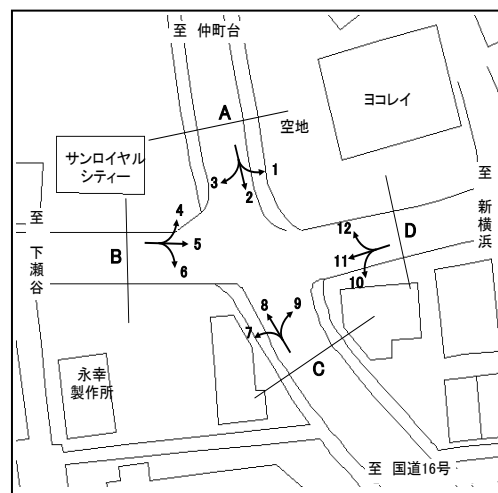 至 仲町台
A
空地
ヨコレイ
サンロイヤル
シティー
1
2
3
至 新横浜
4
5
6
B
至 下瀬谷
12
11
10
D
8
9
7
C
永幸
製作所
至 国道16号